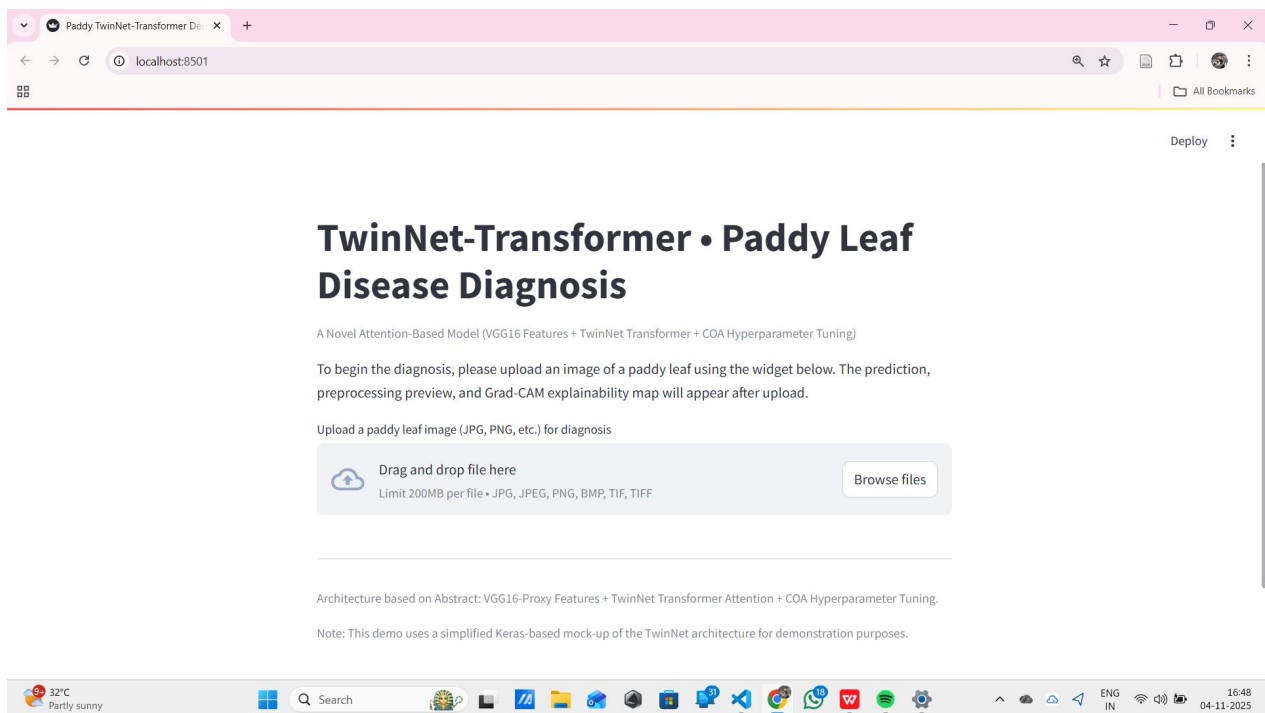 Paddy TwinNet-Transformer De
localhost:8501
All Bookmarks
Deploy
TwinNet-Transformer • Paddy Leaf
Disease Diagnosis
A Novel Attention-Based Model (VGG16 Features + TwinNet Transformer + COA Hyperparameter Tuning)
To begin the diagnosis, please upload an image of a paddy leaf using the widget below. The prediction,
preprocessing preview, and Grad-CAM explainability map will appear after upload.
Upload a paddy leaf image (JPG, PNG, etc.) for diagnosis
Drag and drop file here
Limit 200MB per file • JPG, JPEG, PNG, BMP, TIF, TIFF
Browse files
Architecture based on Abstract: VGG16-Proxy Features + TwinNet Transformer Attention + COA Hyperparameter Tuning.
Note: This demo uses a simplified Keras-based mock-up of the TwinNet architecture for demonstration purposes.
9+
32°C
Partly sunny
Search
31
18
ENG
IN
16:48
04-11-2025